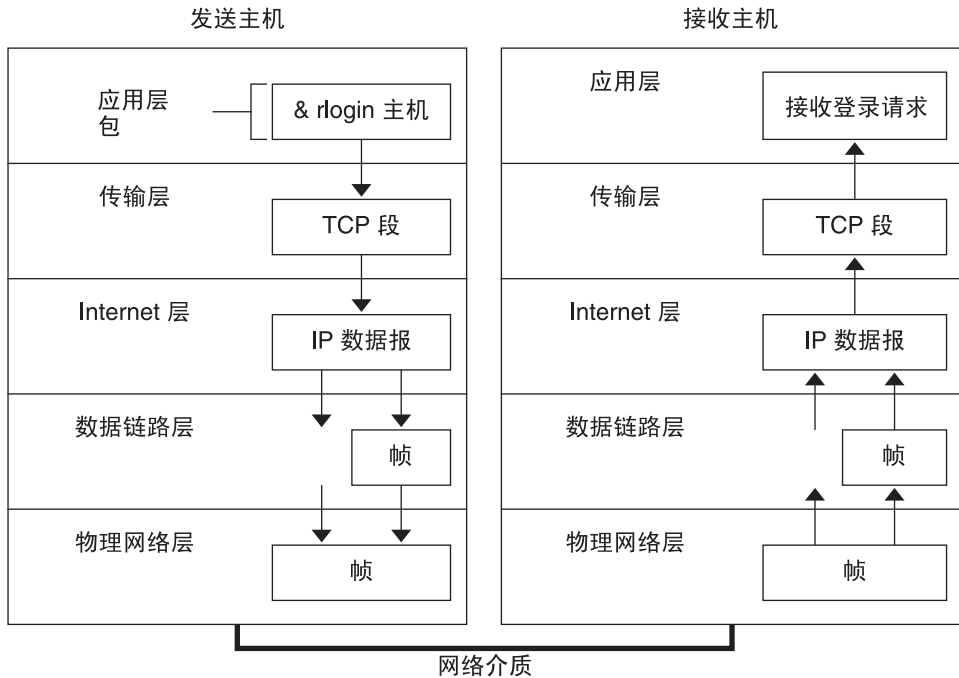 发送主机
应用层
包
& rlogin 主机
传输层
TCP 段
Internet 层
IP 数据报
数据链路层
帧
物理网络层
帧
接收主机
应用层
接收登录请求
传输层
TCP 段
Internet 层
IP 数据报
数据链路层
帧
物理网络层
帧
网络介质